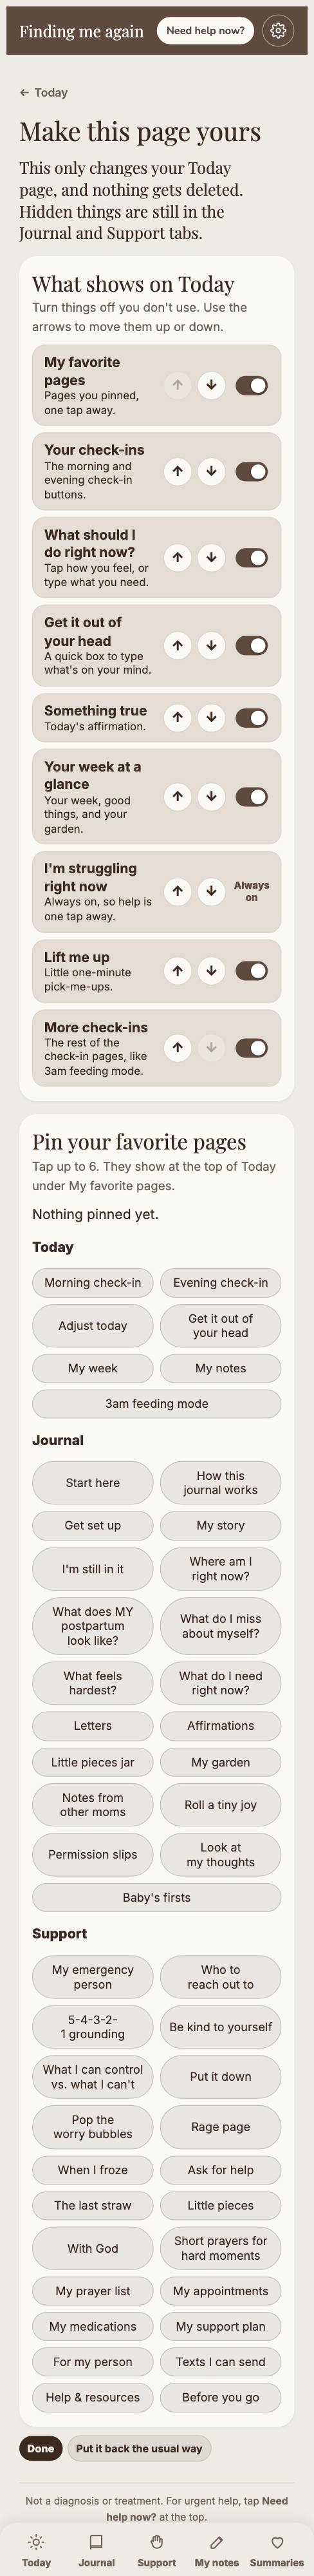 Finding me again
Need help now?
← Today
Make this page yours
This only changes your Today
page, and nothing gets deleted.
Hidden things are still in the
Journal and Support tabs.
What shows on Today
Turn things off you don't use. Use the
arrows to move them up or down.
My favorite
pages
Pages you pinned,
one tap away.
Your check-ins
The morning and
evening check-in
buttons.
What should I
do right now?
Tap how you feel, or
type what you need.
Get it out of
your head
A quick box to type
what's on your mind.
Something true
Today's affirmation.
Your week at a
glance
Your week, good
things, and your
garden.
I'm struggling
right now
Always on, so help is
one tap away.
Always
on
Lift me up
Little one-minute
pick-me-ups.
More check-ins
The rest of the
check-in pages, like
3am feeding mode.
Pin your favorite pages
Tap up to 6. They show at the top of Today
under My favorite pages.
Nothing pinned yet.
Today
Morning check-in
Evening check-in
Adjust today
Get it out of
your head
My week
My notes
3am feeding mode
Journal
Start here
How this
journal works
Get set up
My story
I'm still in it
Where am I
right now?
What does MY
postpartum
look like?
What do I miss
about myself?
What feels
hardest?
What do I need
right now?
Letters
Affirmations
Little pieces jar
My garden
Notes from
other moms
Roll a tiny joy
Permission slips
Look at
my thoughts
Baby's firsts
Support
My emergency
person
Who to
reach out to
5-4-3-2-
1 grounding
Be kind to yourself
What I can control
vs. what I can't
Put it down
Pop the
worry bubbles
Rage page
When I froze
Ask for help
The last straw
Little pieces
With God
Short prayers for
hard moments
My prayer list
My appointments
My medications
My support plan
For my person
Texts I can send
Help & resources
Before you go
Done
Put it back the usual way
Not a diagnosis or treatment. For urgent help, tap Need
help now? at the top.
Today
Journal
Support
My notes
Summaries